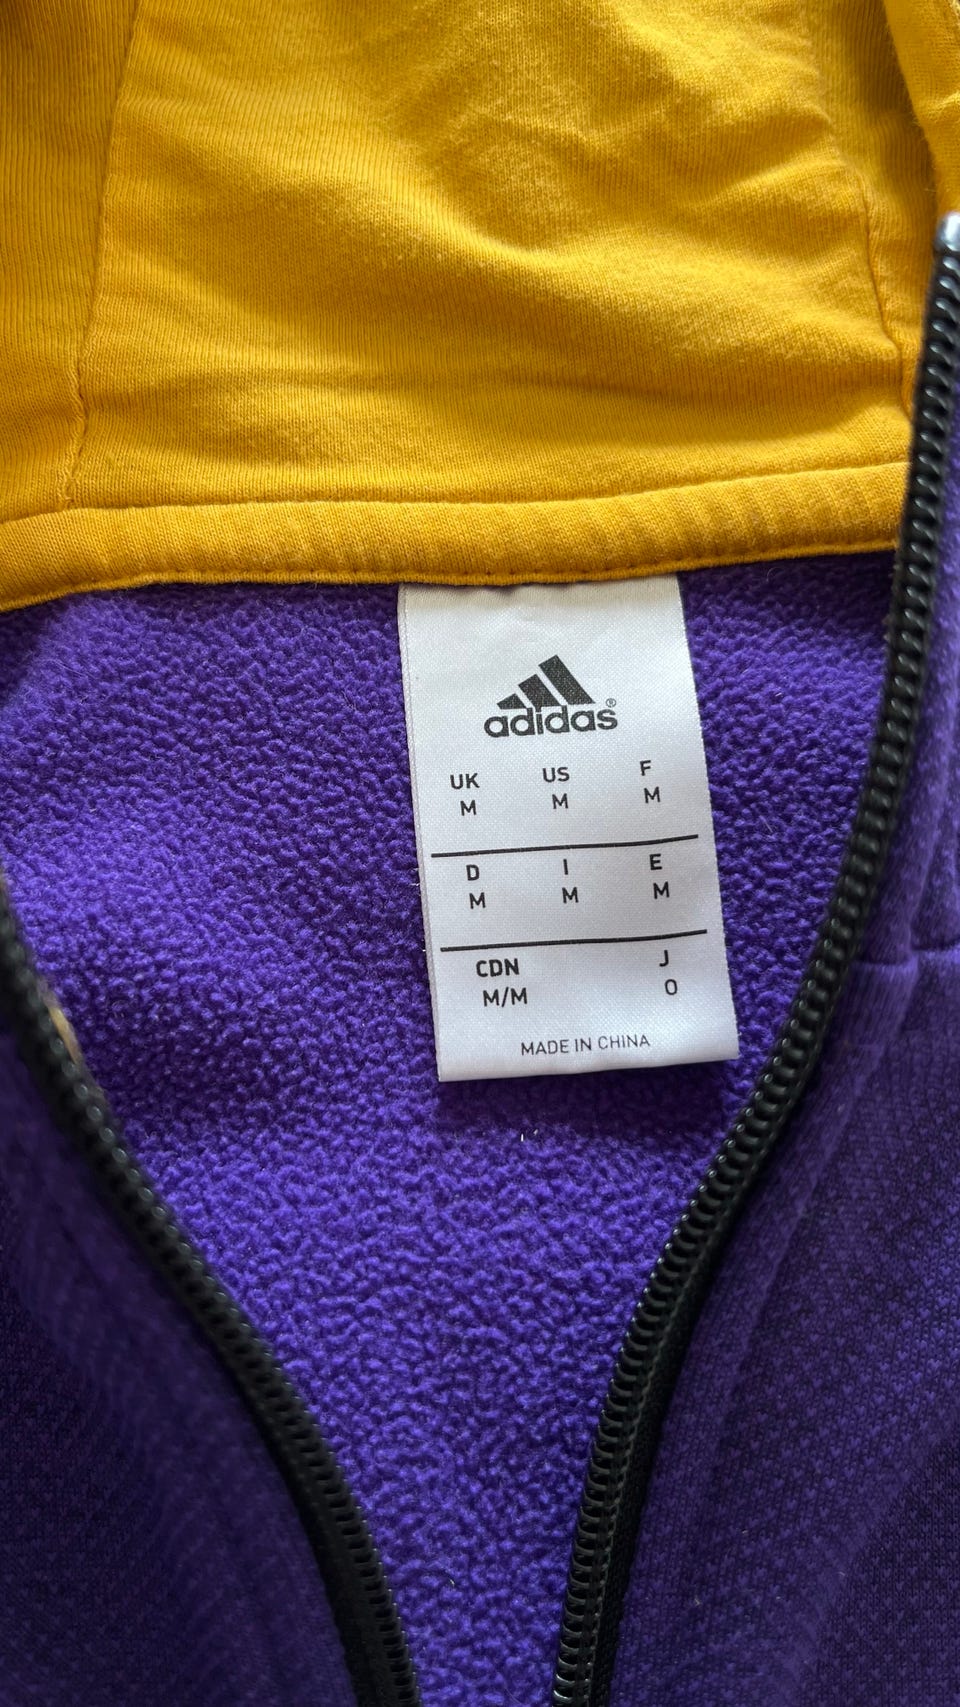 adidas®
UK US F
M M M
D I E
M M M
CDN J
M/M O
MADE IN CHINA